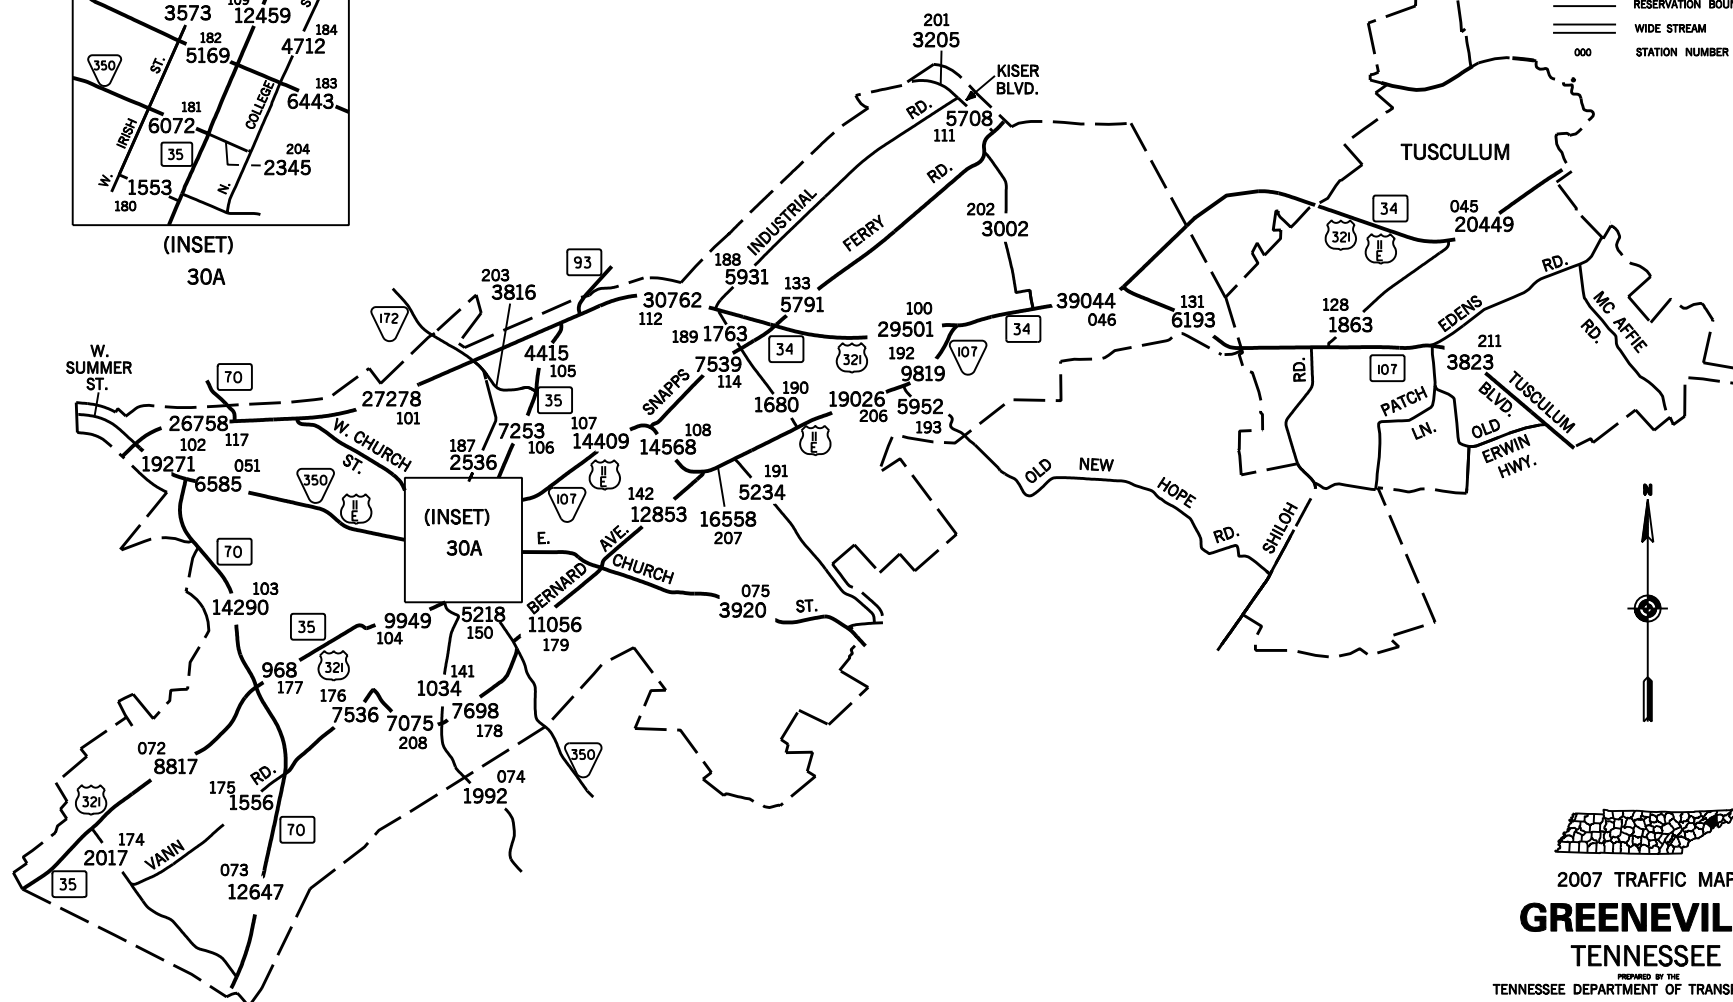 3573
109
12459
184
4712
182
5169
350
ST.
COLLEGE
183
6443
181
6072
IRISH
35
204
2345
W.
1553
180
N.
(INSET)
30A
201
3205
KISER
BLVD.
RD.
5708
111
RD.
INDUSTRIAL
FERRY
202
3002
RESERVATION
WIDE STREAM
000 STATION NUMBER
TUSCULUM
34
321
11
E
045
20449
93
203
3816
188
5931
133
5791
30762
112
172
189 1763
34
321
100
29501
39044
046
34
131
6193
128
1863
EDENS
RD.
MC AFFIE
RD.
W.
SUMMER
ST.
70
4415
105
7539
114
192
9819
107
211
3823
107
RD.
27278
101
35
SNAPPS
190
1680
19026
206
5952
193
PATCH
LN.
OLD
ERWIN
HWY.
TUSCULUM
BLVD.
26758
102
117
W. CHURCH
ST.
187
2536
7253
106
107
14409
14568
108
11
E
19271
051
6585
350
11
E
107
11
E
191
5234
OLD NEW
HOPE
RD.
SHILOH
(INSET)
30A
142
12853
16558
207
E.
AVE.
CHURCH
BERNARD
70
103
14290
075
3920
ST.
35
9949
104
5218
150
11056
179
968
177
321
176
7536
141
1034
7075
208
7698
178
072
8817
350
321
175
1556
RD.
074
1992
70
174
2017
VANN
35
073
12647
N
2007 TRAFFIC MAP
TENNESSEE
PREPARED BY THE
TENNESSEE DEPARTMENT OF